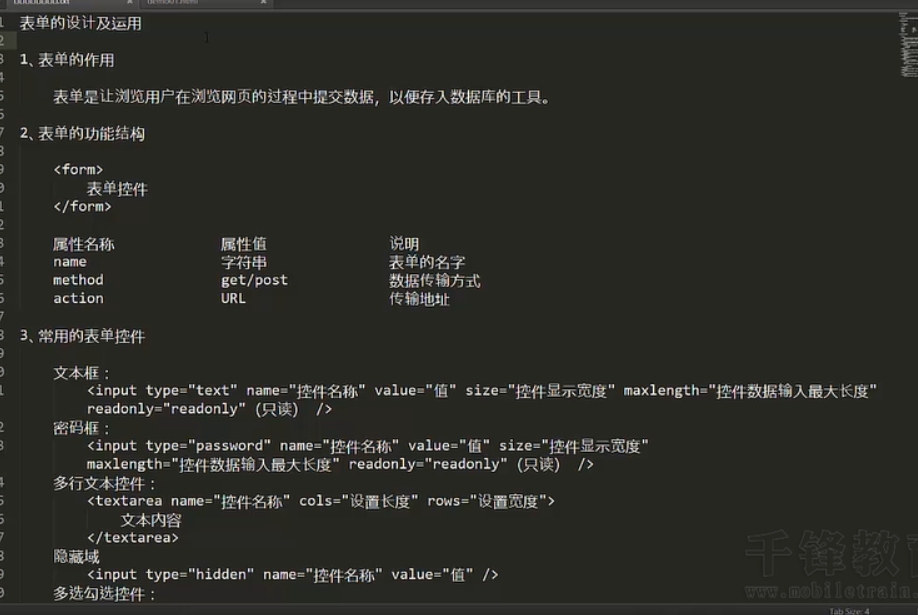 demo01.html
表单的设计及运用
1、表单的作用
表单是让浏览用户在浏览网页的过程中提交数据，以便存入数据库的工具。
2、表单的功能结构
<form>
表单控件
</form>
属性名称 属性值 说明
name 字符串 表单的名字
method get/post 数据传输方式
action URL 传输地址
3、常用的表单控件
文本框：
<input type="text" name="控件名称" value="值" size="控件显示宽度" maxlength="控件数据输入最大长度"
readonly="readonly" (只读) />
密码框：
<input type="password" name="控件名称" value="值" size="控件显示宽度"
maxlength="控件数据输入最大长度" readonly="readonly" (只读) />
多行文本控件：
<textarea name="控件名称" cols="设置长度" rows="设置宽度">
文本内容
</textarea>
隐藏域
<input type="hidden" name="控件名称" value="值" />
多选勾选控件：
千锋教育
www.mobiletrain.
Tab Size: 4